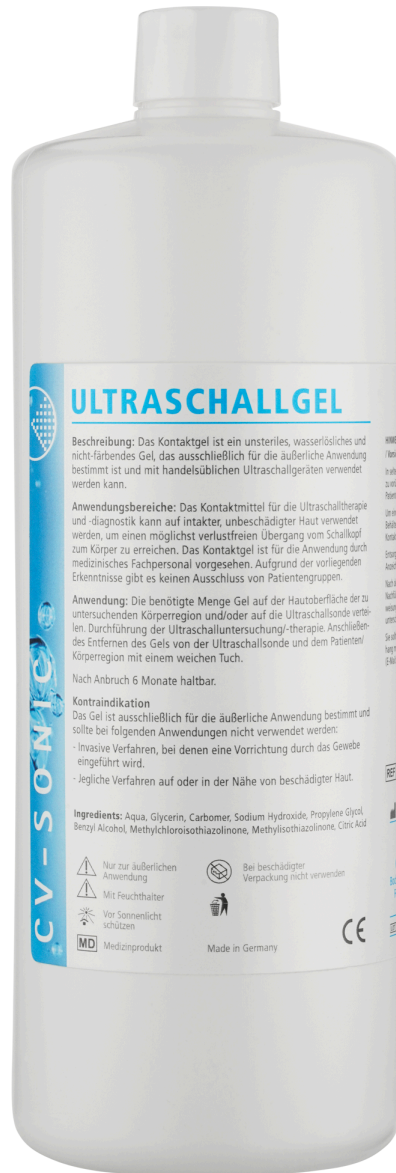 ULTRASCHALLGEL
Beschreibung: Das Kontaktgel ist ein unsteriles, wasserlösliches und
nicht-färbendes Gel, das ausschließlich für die äußerliche Anwendung
bestimmt ist und mit handelsüblichen Ultraschallgeräten verwendet
werden kann.
Anwendungsbereiche: Das Kontaktmittel für die Ultraschalltherapie
und -diagnostik kann auf intakter, unbeschädigter Haut verwendet
werden, um einen möglichst verlustfreien Übergang vom Schallkopf
zum Körper zu erreichen. Das Kontaktgel ist für die Anwendung durch
medizinisches Fachpersonal vorgesehen. Aufgrund der vorliegenden
Erkenntnisse gibt es keinen Ausschluss von Patientengruppen.
Anwendung: Die benötigte Menge Gel auf der Hautoberfläche der zu
untersuchenden Körperregion und/oder auf die Ultraschallsonde vertei-
len. Durchführung der Ultraschalluntersuchung/-therapie. Anschließen-
des Entfernen des Gels von der Ultraschallsonde und dem Patienten/
Körperregion mit einem weichen Tuch.
Nach Anbruch 6 Monate haltbar.
Kontraindikation
Das Gel ist ausschließlich für die äußerliche Anwendung bestimmt und
sollte bei folgenden Anwendungen nicht verwendet werden:
- Invasive Verfahren, bei denen eine Vorrichtung durch das Gewebe
eingeführt wird.
- Jegliche Verfahren auf oder in der Nähe von beschädigter Haut.
Ingredients: Aqua, Glycerin, Carbomer, Sodium Hydroxide, Propylene Glycol,
Benzyl Alcohol, Methylchloroisothiazolinone, Methylisothiazolinone, Citric Acid
Nur zur äußerlichen
Anwendung
Mit Feuchthalter
Vor Sonnenlicht
schützen
MD Medizinprodukt
Bei beschädigter
Verpackung nicht verwenden
Made in Germany
CE
CV-SONIC
REF